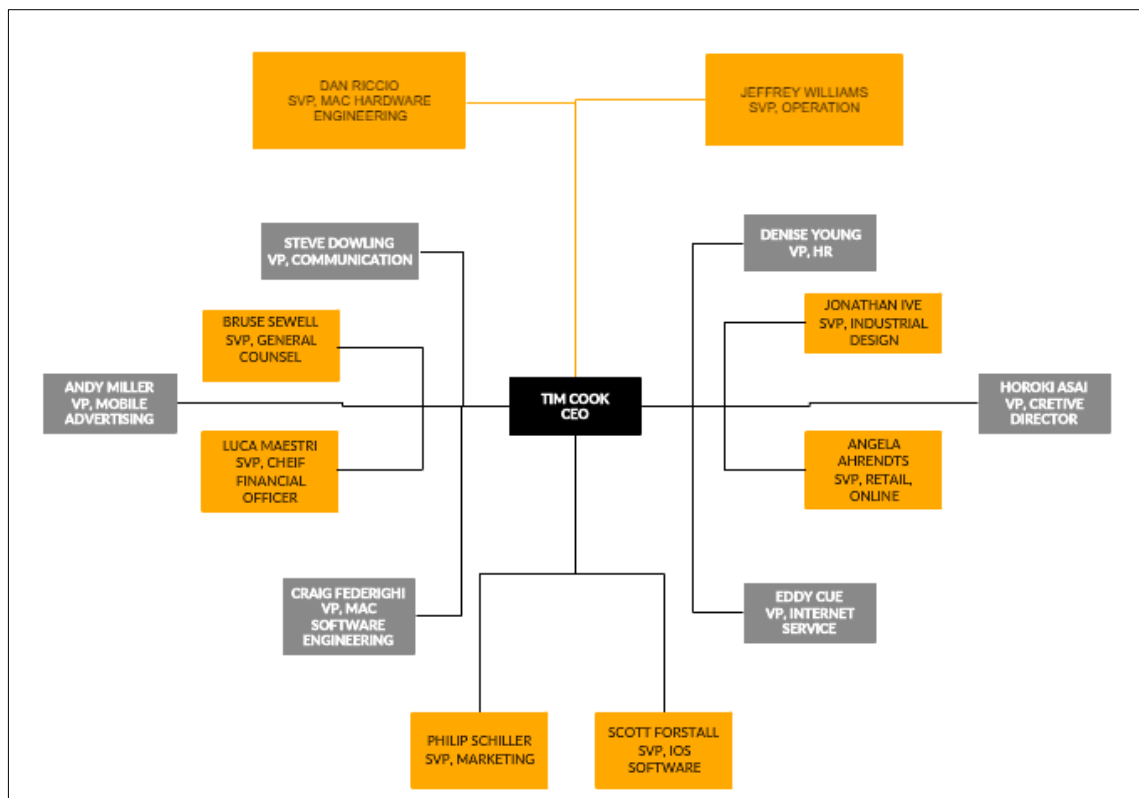 DAN RICCIO
SVP, MAC HARDWARE
ENGINEERING
JEFFREY WILLIAMS
SVP, OPERATION
STEVE DOWLING
VP, COMMUNICATION
DENISE YOUNG
VP, HR
BRUSE SEWELL
SVP, GENERAL
COUNSEL
JONATHAN IVE
SVP, INDUSTRIAL
DESIGN
ANDY MILLER
VP, MOBILE
ADVERTISING
TIM COOK
CEO
HOROKI ASAI
VP, CRETIVE
DIRECTOR
LUCA MAESTRI
SVP, CHEIF
FINANCIAL
OFFICER
ANGELA
AHRENDTS
SVP, RETAIL,
ONLINE
CRAIG FEDERIGHI
VP, MAC
SOFTWARE
ENGINEERING
EDDY CUE
VP, INTERNET
SERVICE
PHILIP SCHILLER
SVP, MARKETING
SCOTT FORSTALL
SVP, IOS
SOFTWARE